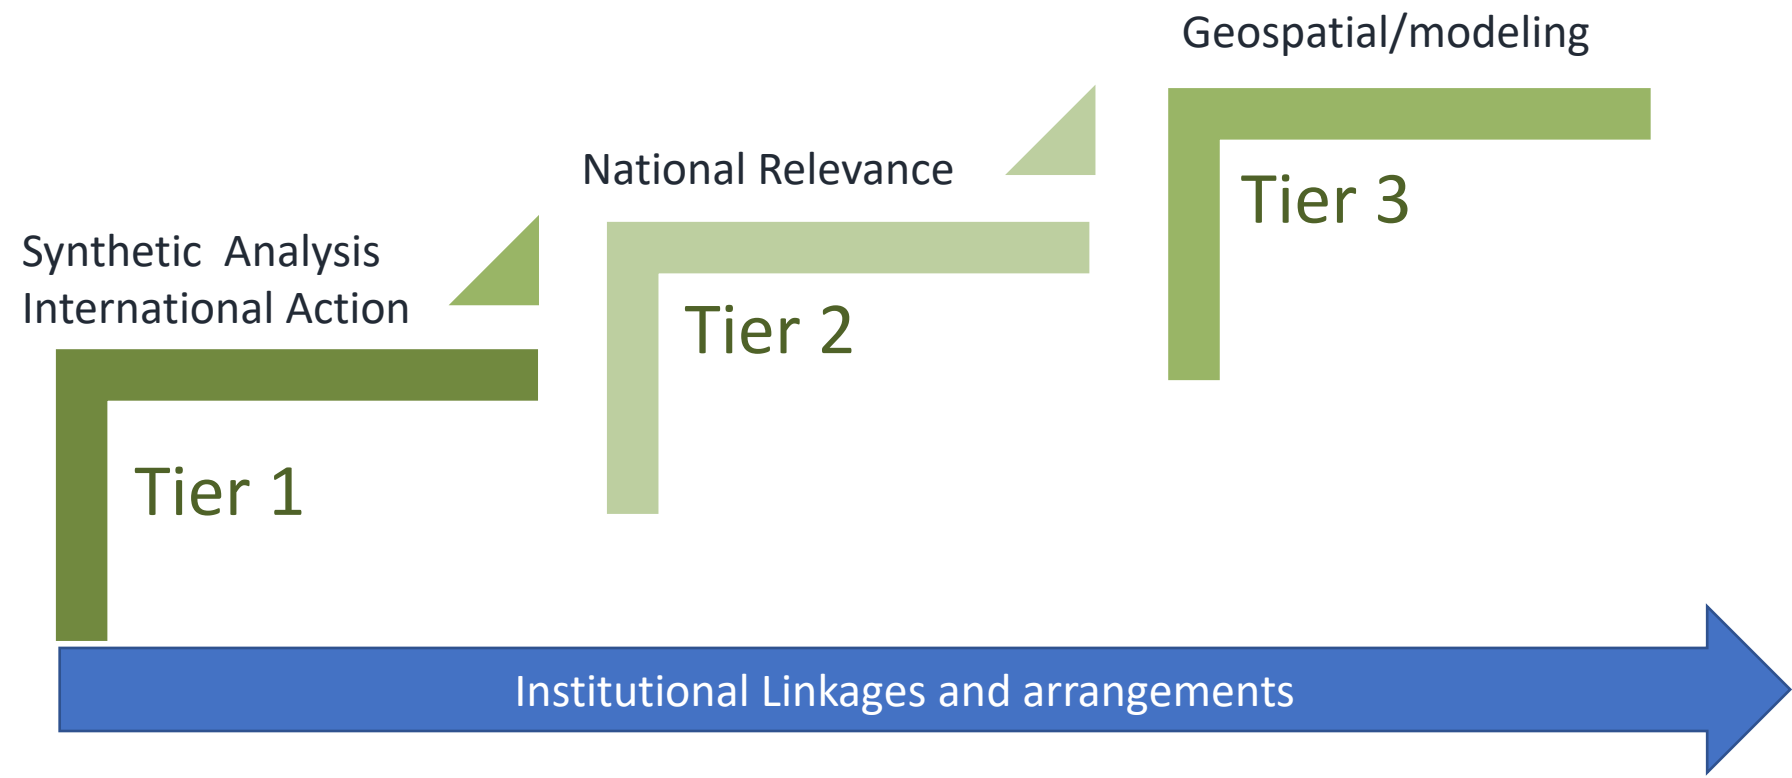 Geospatial/modeling
Tier 3
National Relevance
Tier 2
Synthetic  Analysis
International Action
Tier 1
Institutional Linkages and arrangements